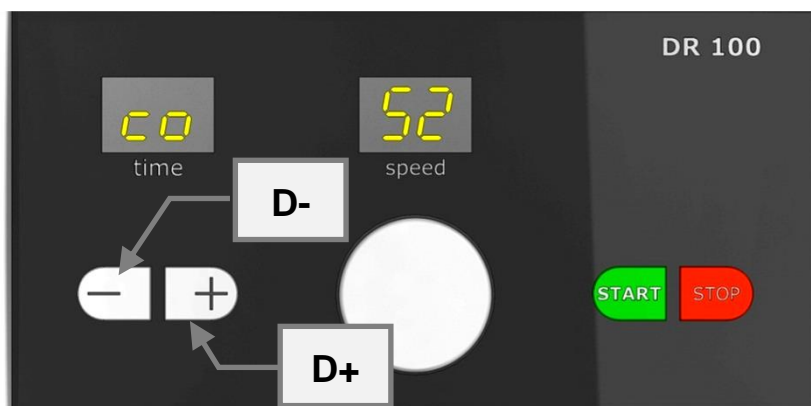 DR 100
co
52
time
speed
D-
− +
START STOP
D+